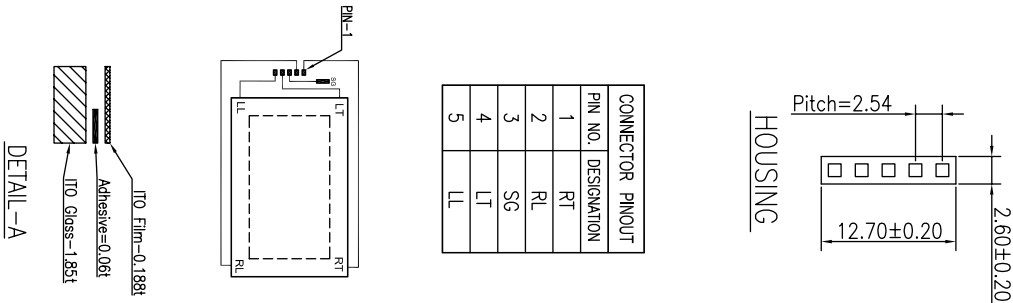 PIN-1
SG
LT
LL
RT
RL
ITO Film-0.188t
Adhesive=0.06t
ITO Glass-1.85t
DETAIL-A
CONNECTOR PINOUT
PIN NO. DESIGNATION
1 RT
2 RL
3 SG
4 LT
5 LL
Pitch=2.54
2.60±0.20
12.70±0.20
HOUSING